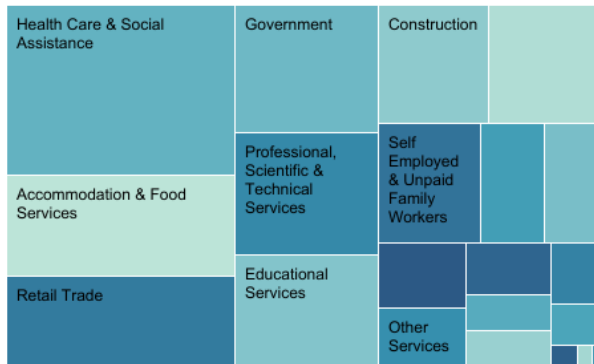 Health Care & Social
Assistance
Government
Construction
Professional,
Scientific &
Technical
Services
Self
Employed
& Unpaid
Family
Workers
Accommodation & Food
Services
Educational
Services
Retail Trade
Other
Services